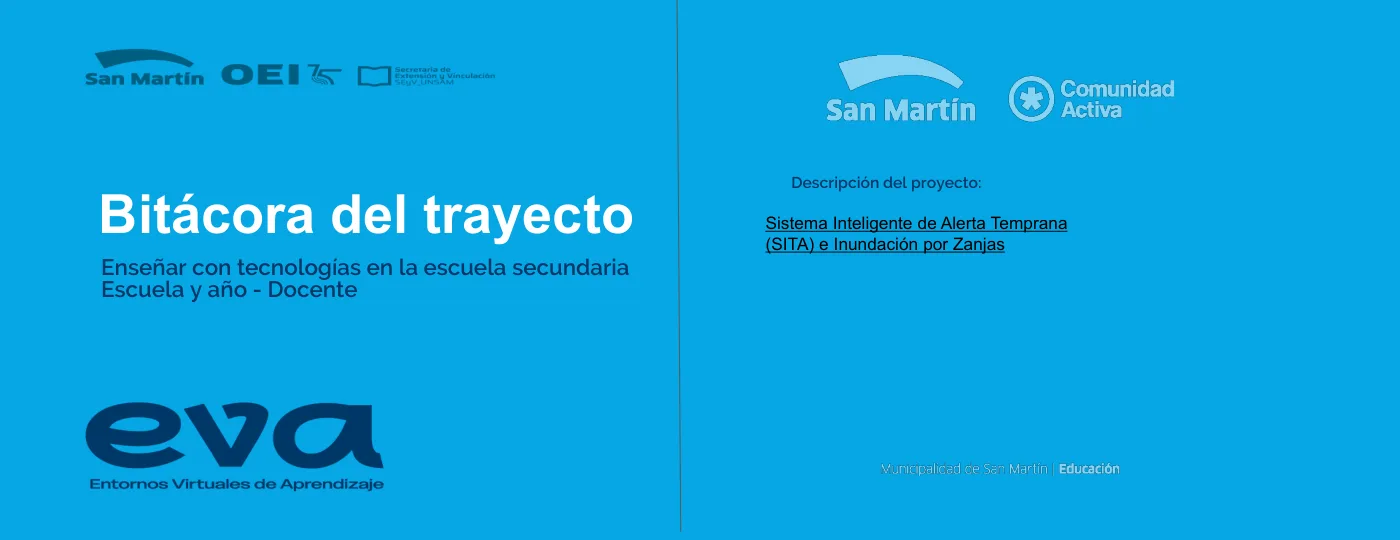 San Martín
OEI 75
Secretaría de
Extensión y Vinculación
SEyV_UNSAM
Bitácora del trayecto
Enseñar con tecnologías en la escuela secundaria
Escuela y año - Docente
eva
Entornos Virtuales de Aprendizaje
San Martín
Comunidad
Activa
Descripción del proyecto:
Sistema Inteligente de Alerta Temprana
(SITA) e Inundación por Zanjas
Municipalidad de San Martín | Educación